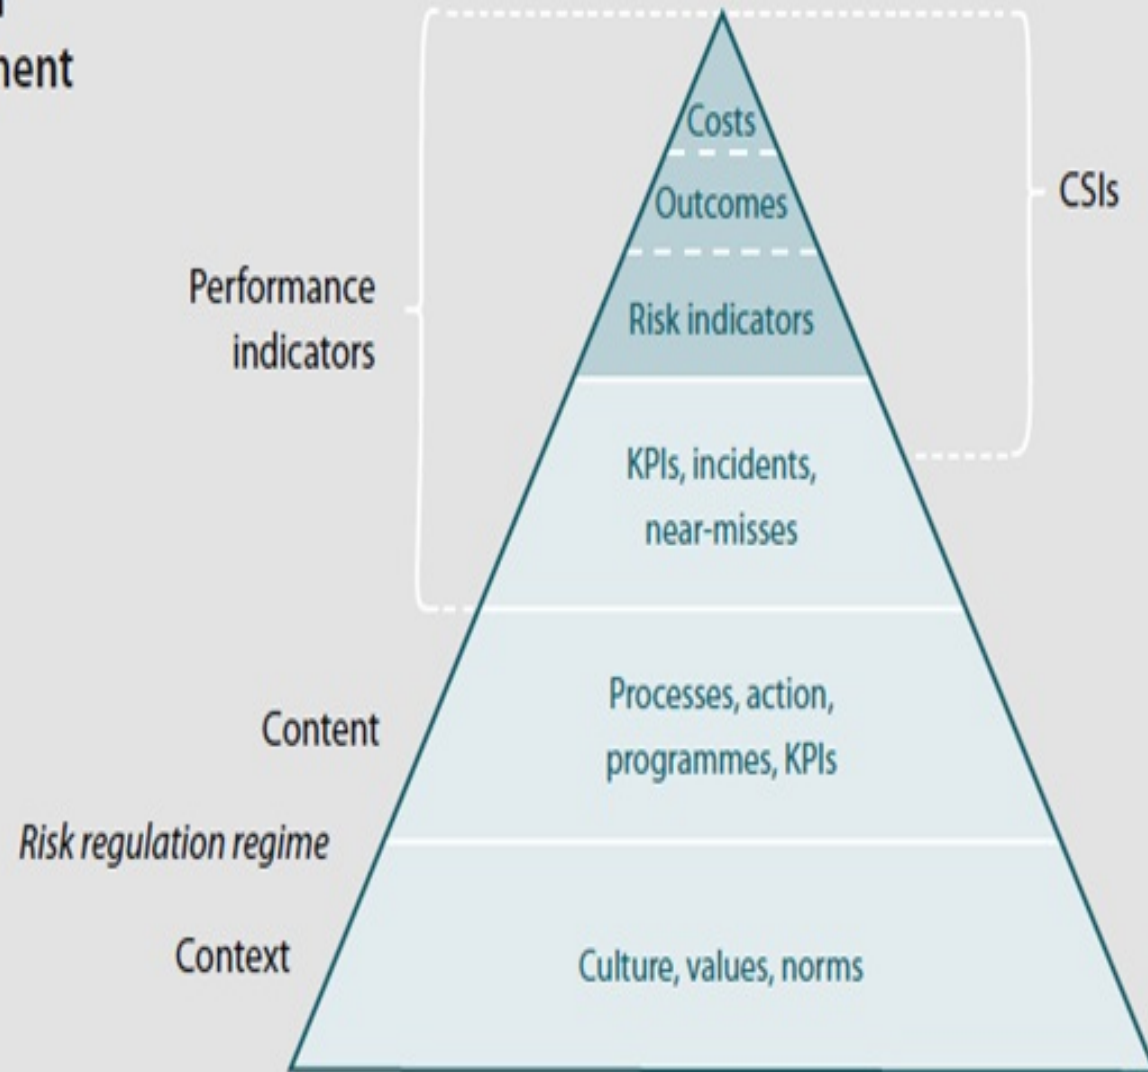 Costs
Outcomes
CSIs
Performance
indicators
Risk indicators
KPIs, incidents,
near-misses
Content
Processes, action,
programmes, KPIs
Risk regulation regime
Context
Culture, values, norms